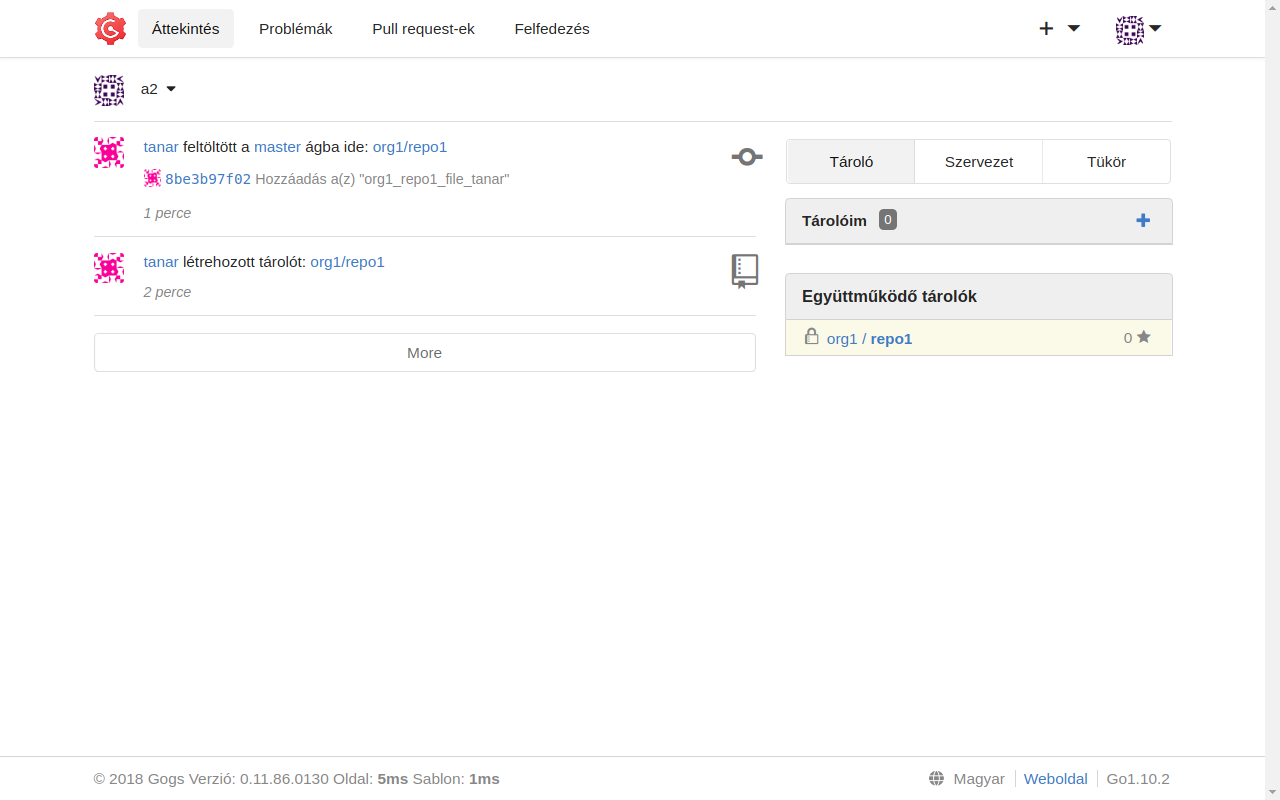 Áttekintés Problémák Pull request-ek Felfedezés
a2
tanar feltöltött a master ágba ide: org1/repo1
8be3b97f02 Hozzáadás a(z) "org1_repo1_file_tanar"
1 perce
tanar létrehozott tárolót: org1/repo1
2 perce
More
Tároló Szervezet Tükör
Tárolóim 0
Együttműködő tárolók
org1 / repo1 0
© 2018 Gogs Verzió: 0.11.86.0130 Oldal: 5ms Sablon: 1ms
Magyar Weboldal Go1.10.2